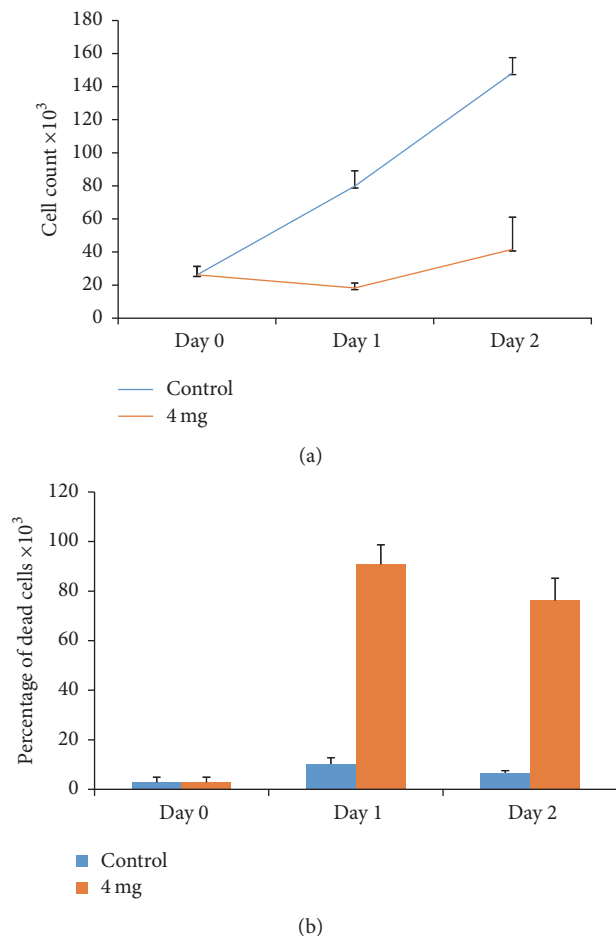 180
160
140
120
100
80
60
40
20
0
Cell count ×10³
Day 0 Day 1 Day 2
Control
4 mg
(a)
120
100
80
60
40
20
0
Percentage of dead cells ×10³
Day 0 Day 1 Day 2
Control
4 mg
(b)